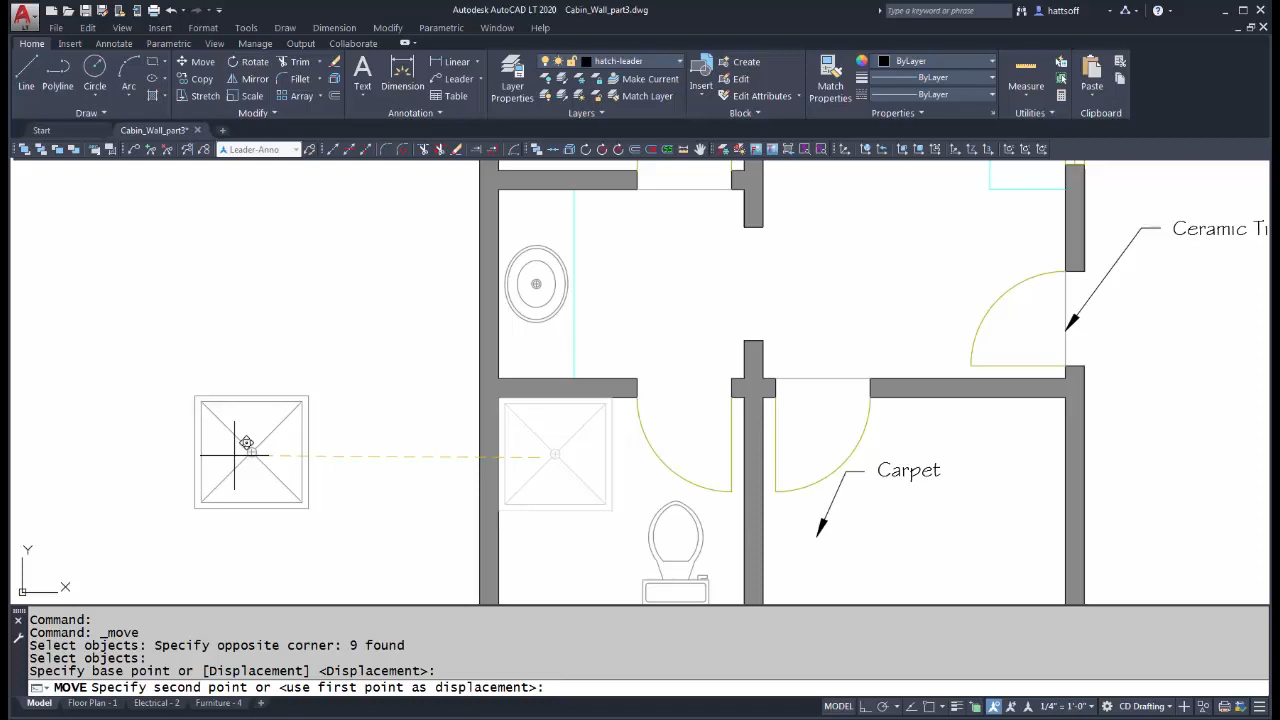 Autodesk AutoCAD LT 2020 Cabin_Wall_part3.dwg
Type a keyword or phrase
hattsoff
File Edit View Insert Format Tools Draw Dimension Modify Parametric Window Express Help
Home Insert Annotate Parametric View Manage Output Collaborate
Line Polyline Circle Arc
Move Rotate Trim
Copy Mirror Fillet
Stretch Scale Array
Text Dimension
Linear
Leader
Table
Layer Properties
hatch-leader
Make Current
Match Layer
Insert
Create
Edit
Edit Attributes
Match Properties
ByLayer
ByLayer
ByLayer
Measure
Paste
Draw Modify Annotation Layers Block Properties Utilities Clipboard
Start Cabin_Wall_part3*
Leader-Anno
Ceramic Ti
Carpet
Y
X
Command:
Command: _move
Select objects: Specify opposite corner: 9 found
Select objects:
Specify base point or [Displacement] <Displacement>:
MOVE Specify second point or <use first point as displacement>:
Model Floor Plan - 1 Electrical - 2 Furniture - 4
MODEL 1/4" = 1'-0" CD Drafting